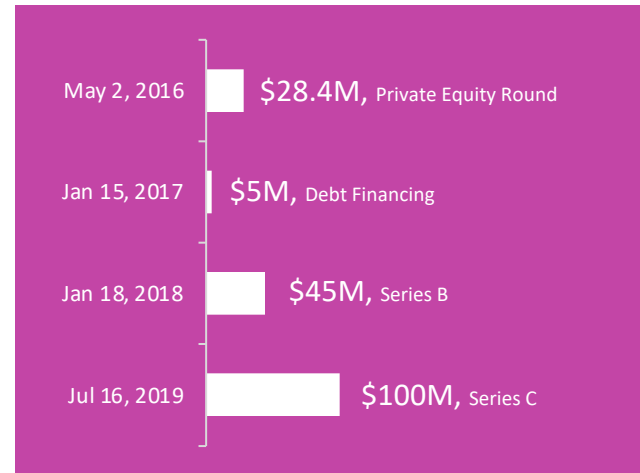 May 2, 2016 $28.4M, Private Equity Round
Jan 15, 2017 $5M, Debt Financing
Jan 18, 2018 $45M, Series B
Jul 16, 2019 $100M, Series C